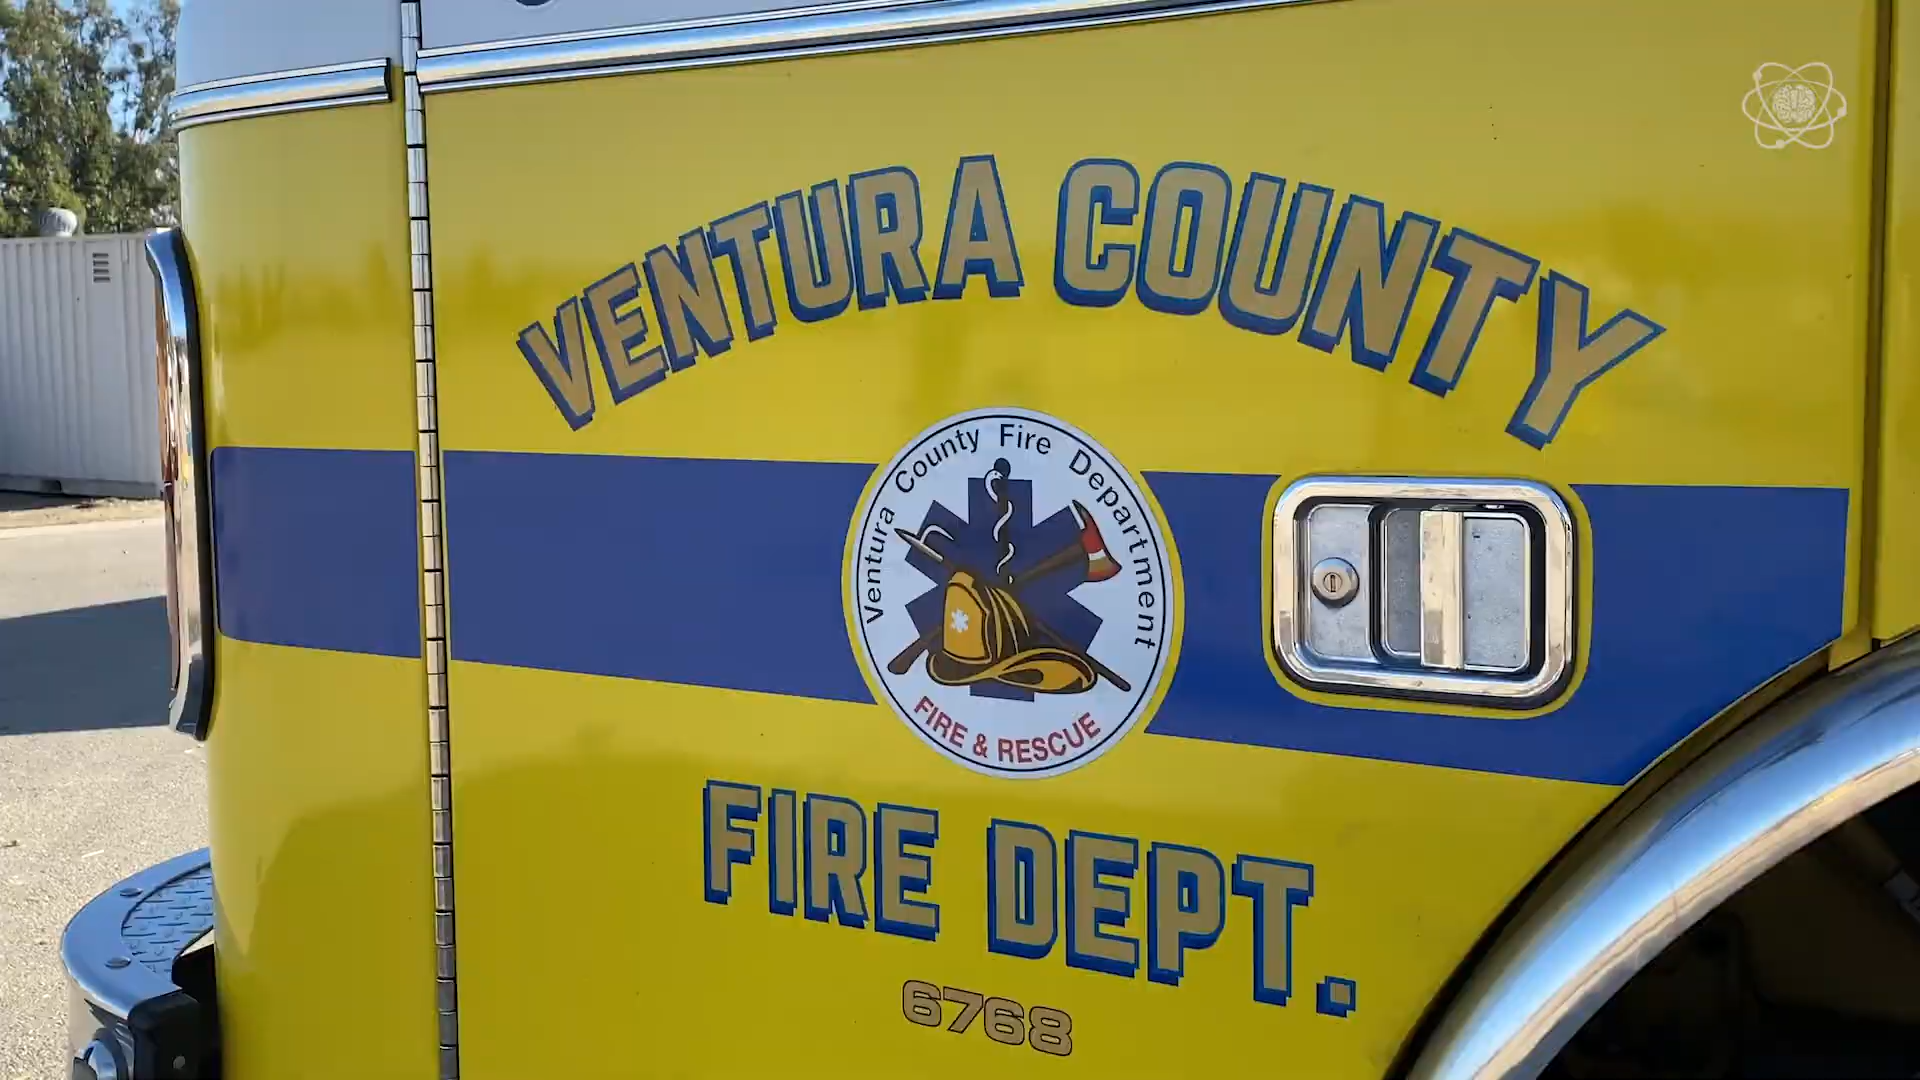 VENTURA COUNTY
Ventura County Fire Department
FIRE & RESCUE
FIRE DEPT.
6768